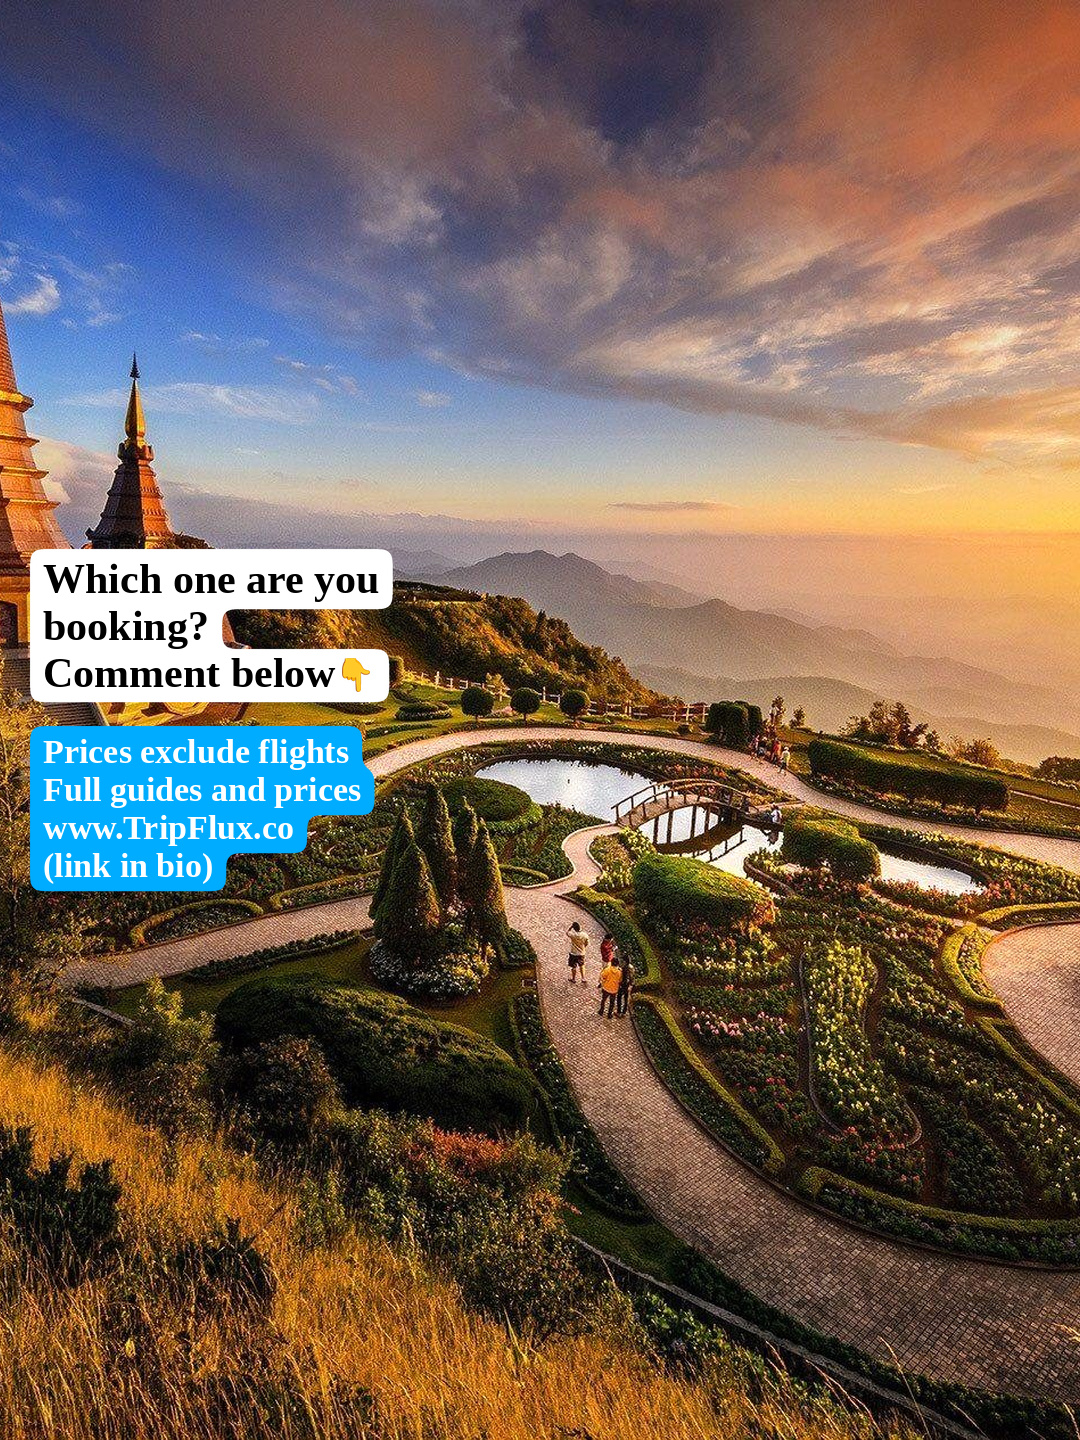 Which one are you
booking?
Comment below👇
Prices exclude flights
Full guides and prices
www.TripFlux.co
(link in bio)